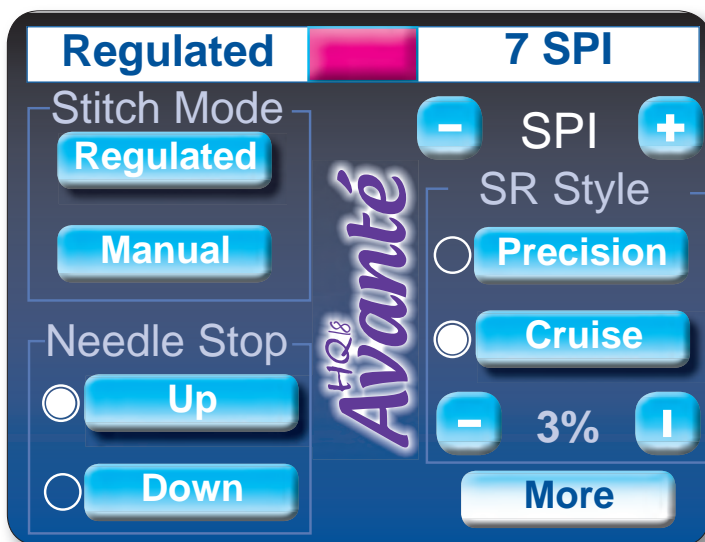 Regulated
7 SPI
Stitch Mode
Regulated
Manual
Needle Stop
Up
Down
HQ18
Avanté
- SPI +
SR Style
Precision
Cruise
- 3% I
More